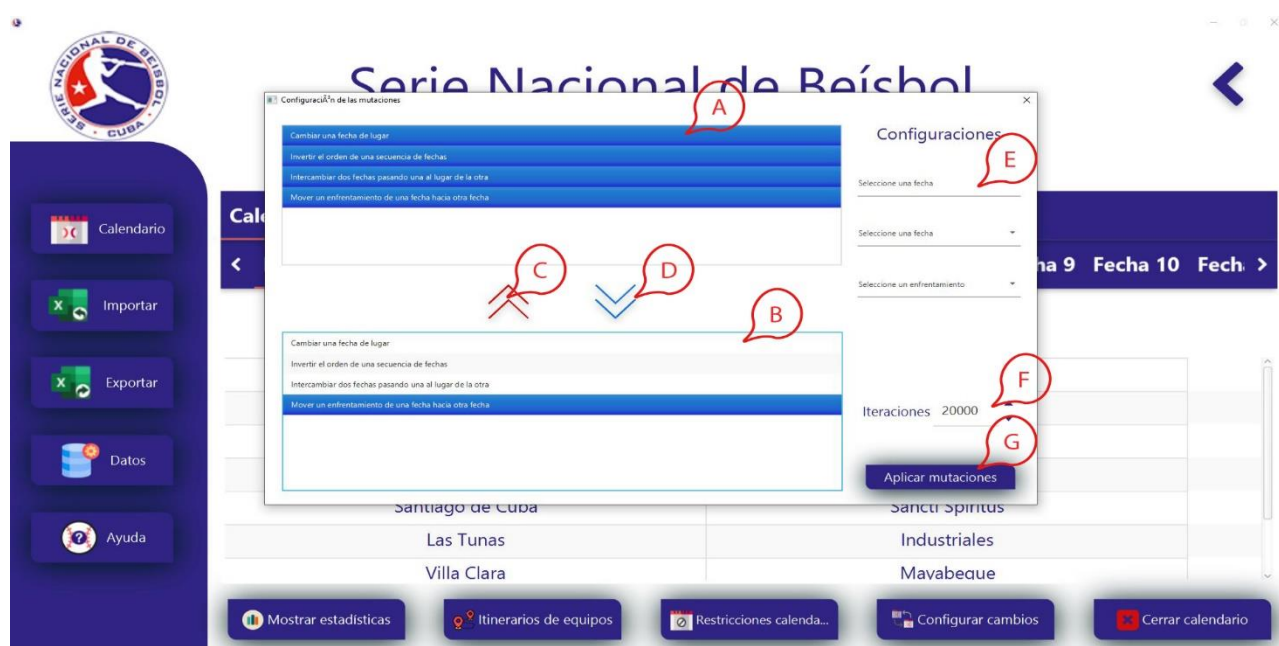 SERIE NACIONAL DE BEISBOL
CUBA
Serie Nacional de Beísbol
ConfiguraciÃ³n de las mutaciones
A
Cambiar una fecha de lugar
Invertir el orden de una secuencia de fechas
Intercambiar dos fechas pasando una al lugar de la otra
Mover un enfrentamiento de una fecha hacia otra fecha
Configuraciones
E
Seleccione una fecha
Seleccione una fecha
Seleccione un enfrentamiento
C
D
B
Cambiar una fecha de lugar
Invertir el orden de una secuencia de fechas
Intercambiar dos fechas pasando una al lugar de la otra
Mover un enfrentamiento de una fecha hacia otra fecha
F
Iteraciones 20000
G
Aplicar mutaciones
Calendario
Importar
Exportar
Datos
Ayuda
Fecha 10
Santiago de Cuba Sancti Spíritus
Las Tunas Industriales
Villa Clara Mayabeque
Mostrar estadísticas
Itinerarios de equipos
Restricciones calenda...
Configurar cambios
Cerrar calendario